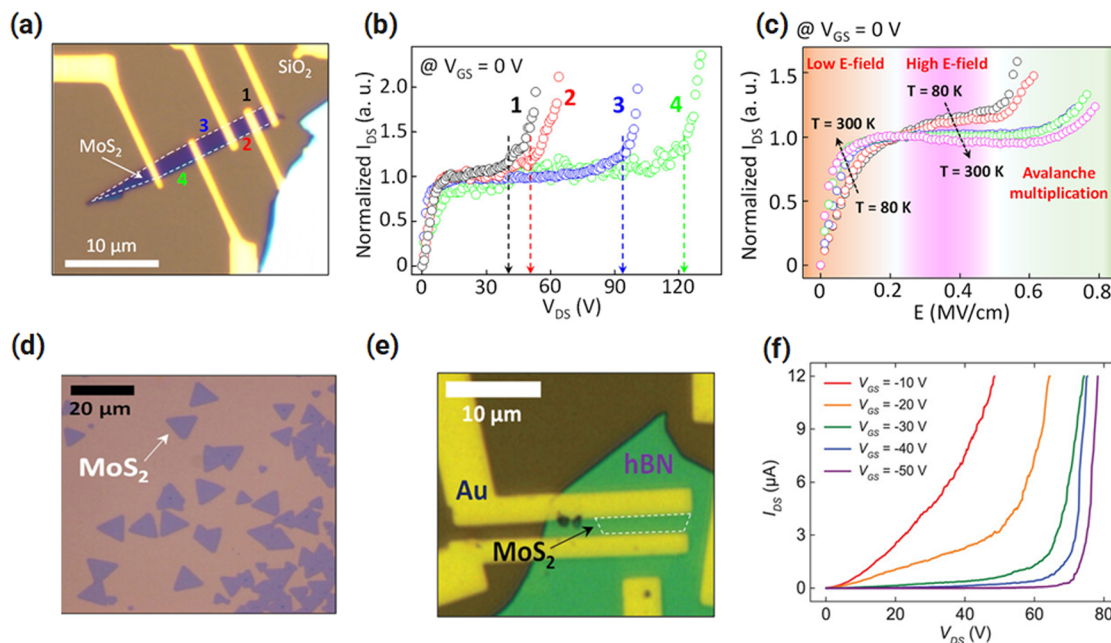 (a)
SiO2
1
3
2
MoS2
4
10 µm
(b)
@ VGS = 0 V
1 2 3 4
Normalized IDS (a. u.)
2.0
1.5
1.0
0.5
0.0
0 30 60 90 120
VDS (V)
(c)
@ VGS = 0 V
Low E-field High E-field
T = 80 K
T = 300 K
T = 300 K
T = 80 K
Avalanche
multiplication
Normalized IDS (a. u.)
1.5
1.0
0.5
0.0
0 0.2 0.4 0.6 0.8
E (MV/cm)
(d)
20 µm
MoS2
(e)
10 µm
hBN
Au
MoS2
(f)
VGS = -10 V
VGS = -20 V
VGS = -30 V
VGS = -40 V
VGS = -50 V
IDS (µA)
12
9
6
3
0
0 20 40 60 80
VDS (V)